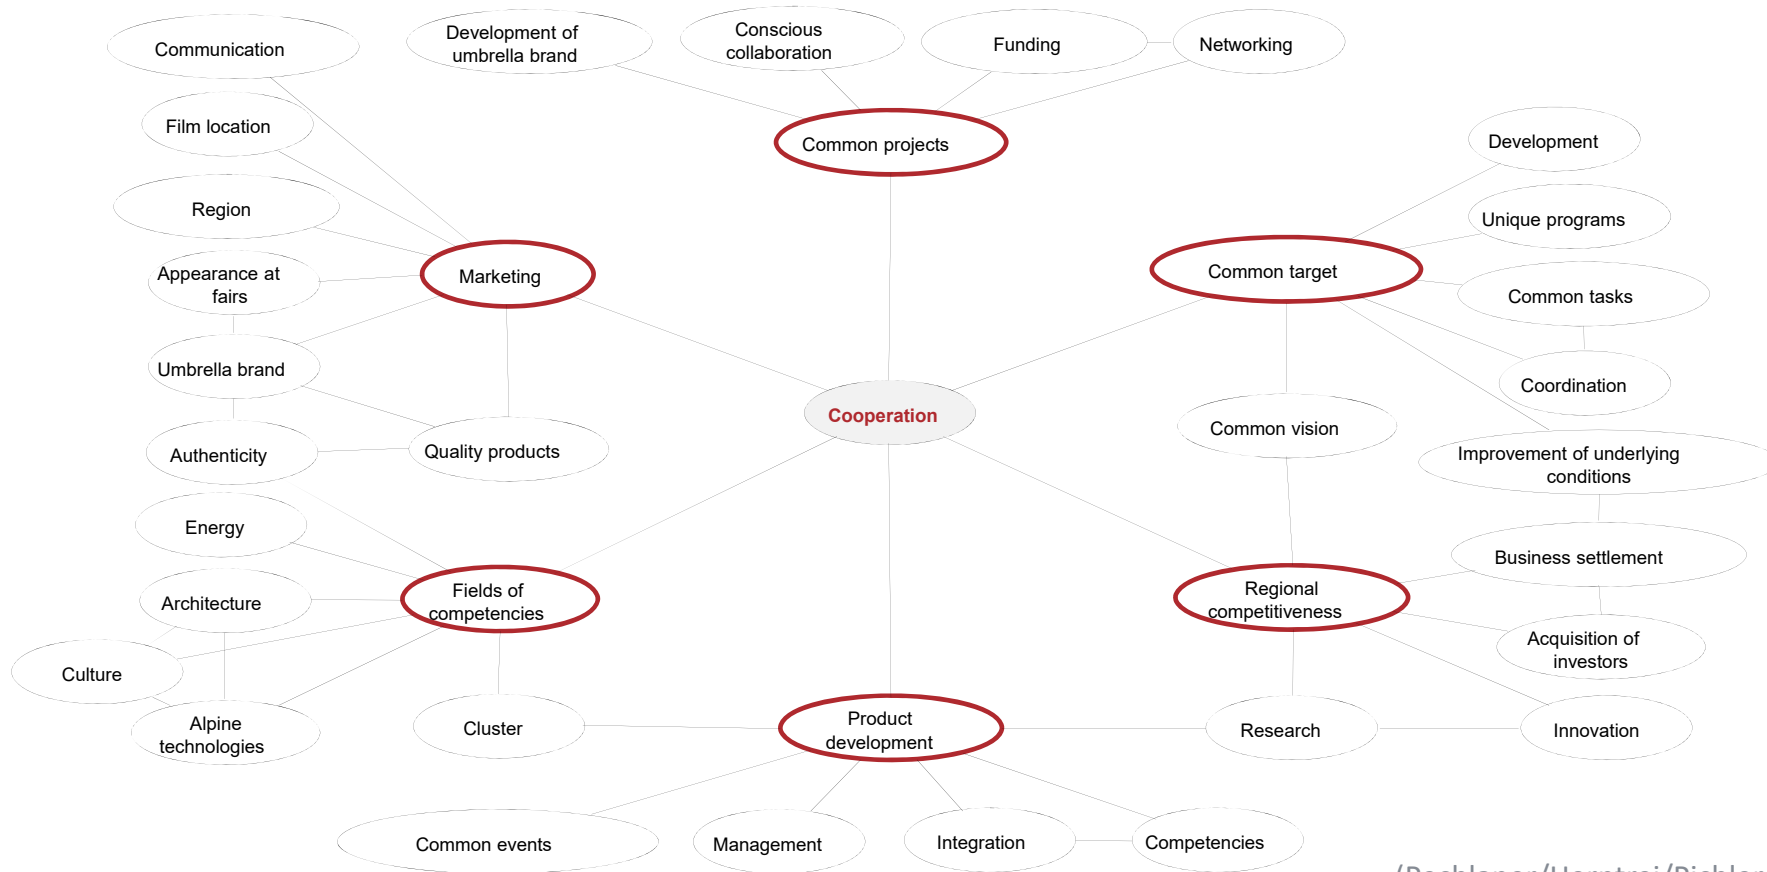 Communication
Development of
umbrella brand
Conscious
collaboration
Funding
Networking
Film location
Common projects
Development
Region
Unique programs
Appearance at
fairs
Marketing
Common target
Common tasks
Umbrella brand
Coordination
Cooperation
Common vision
Authenticity
Quality products
Improvement of underlying
conditions
Energy
Business settlement
Architecture
Fields of
competencies
Regional
competitiveness
Acquisition of
investors
Culture
Alpine
technologies
Cluster
Product
development
Research
Innovation
Common events
Management
Integration
Competencies